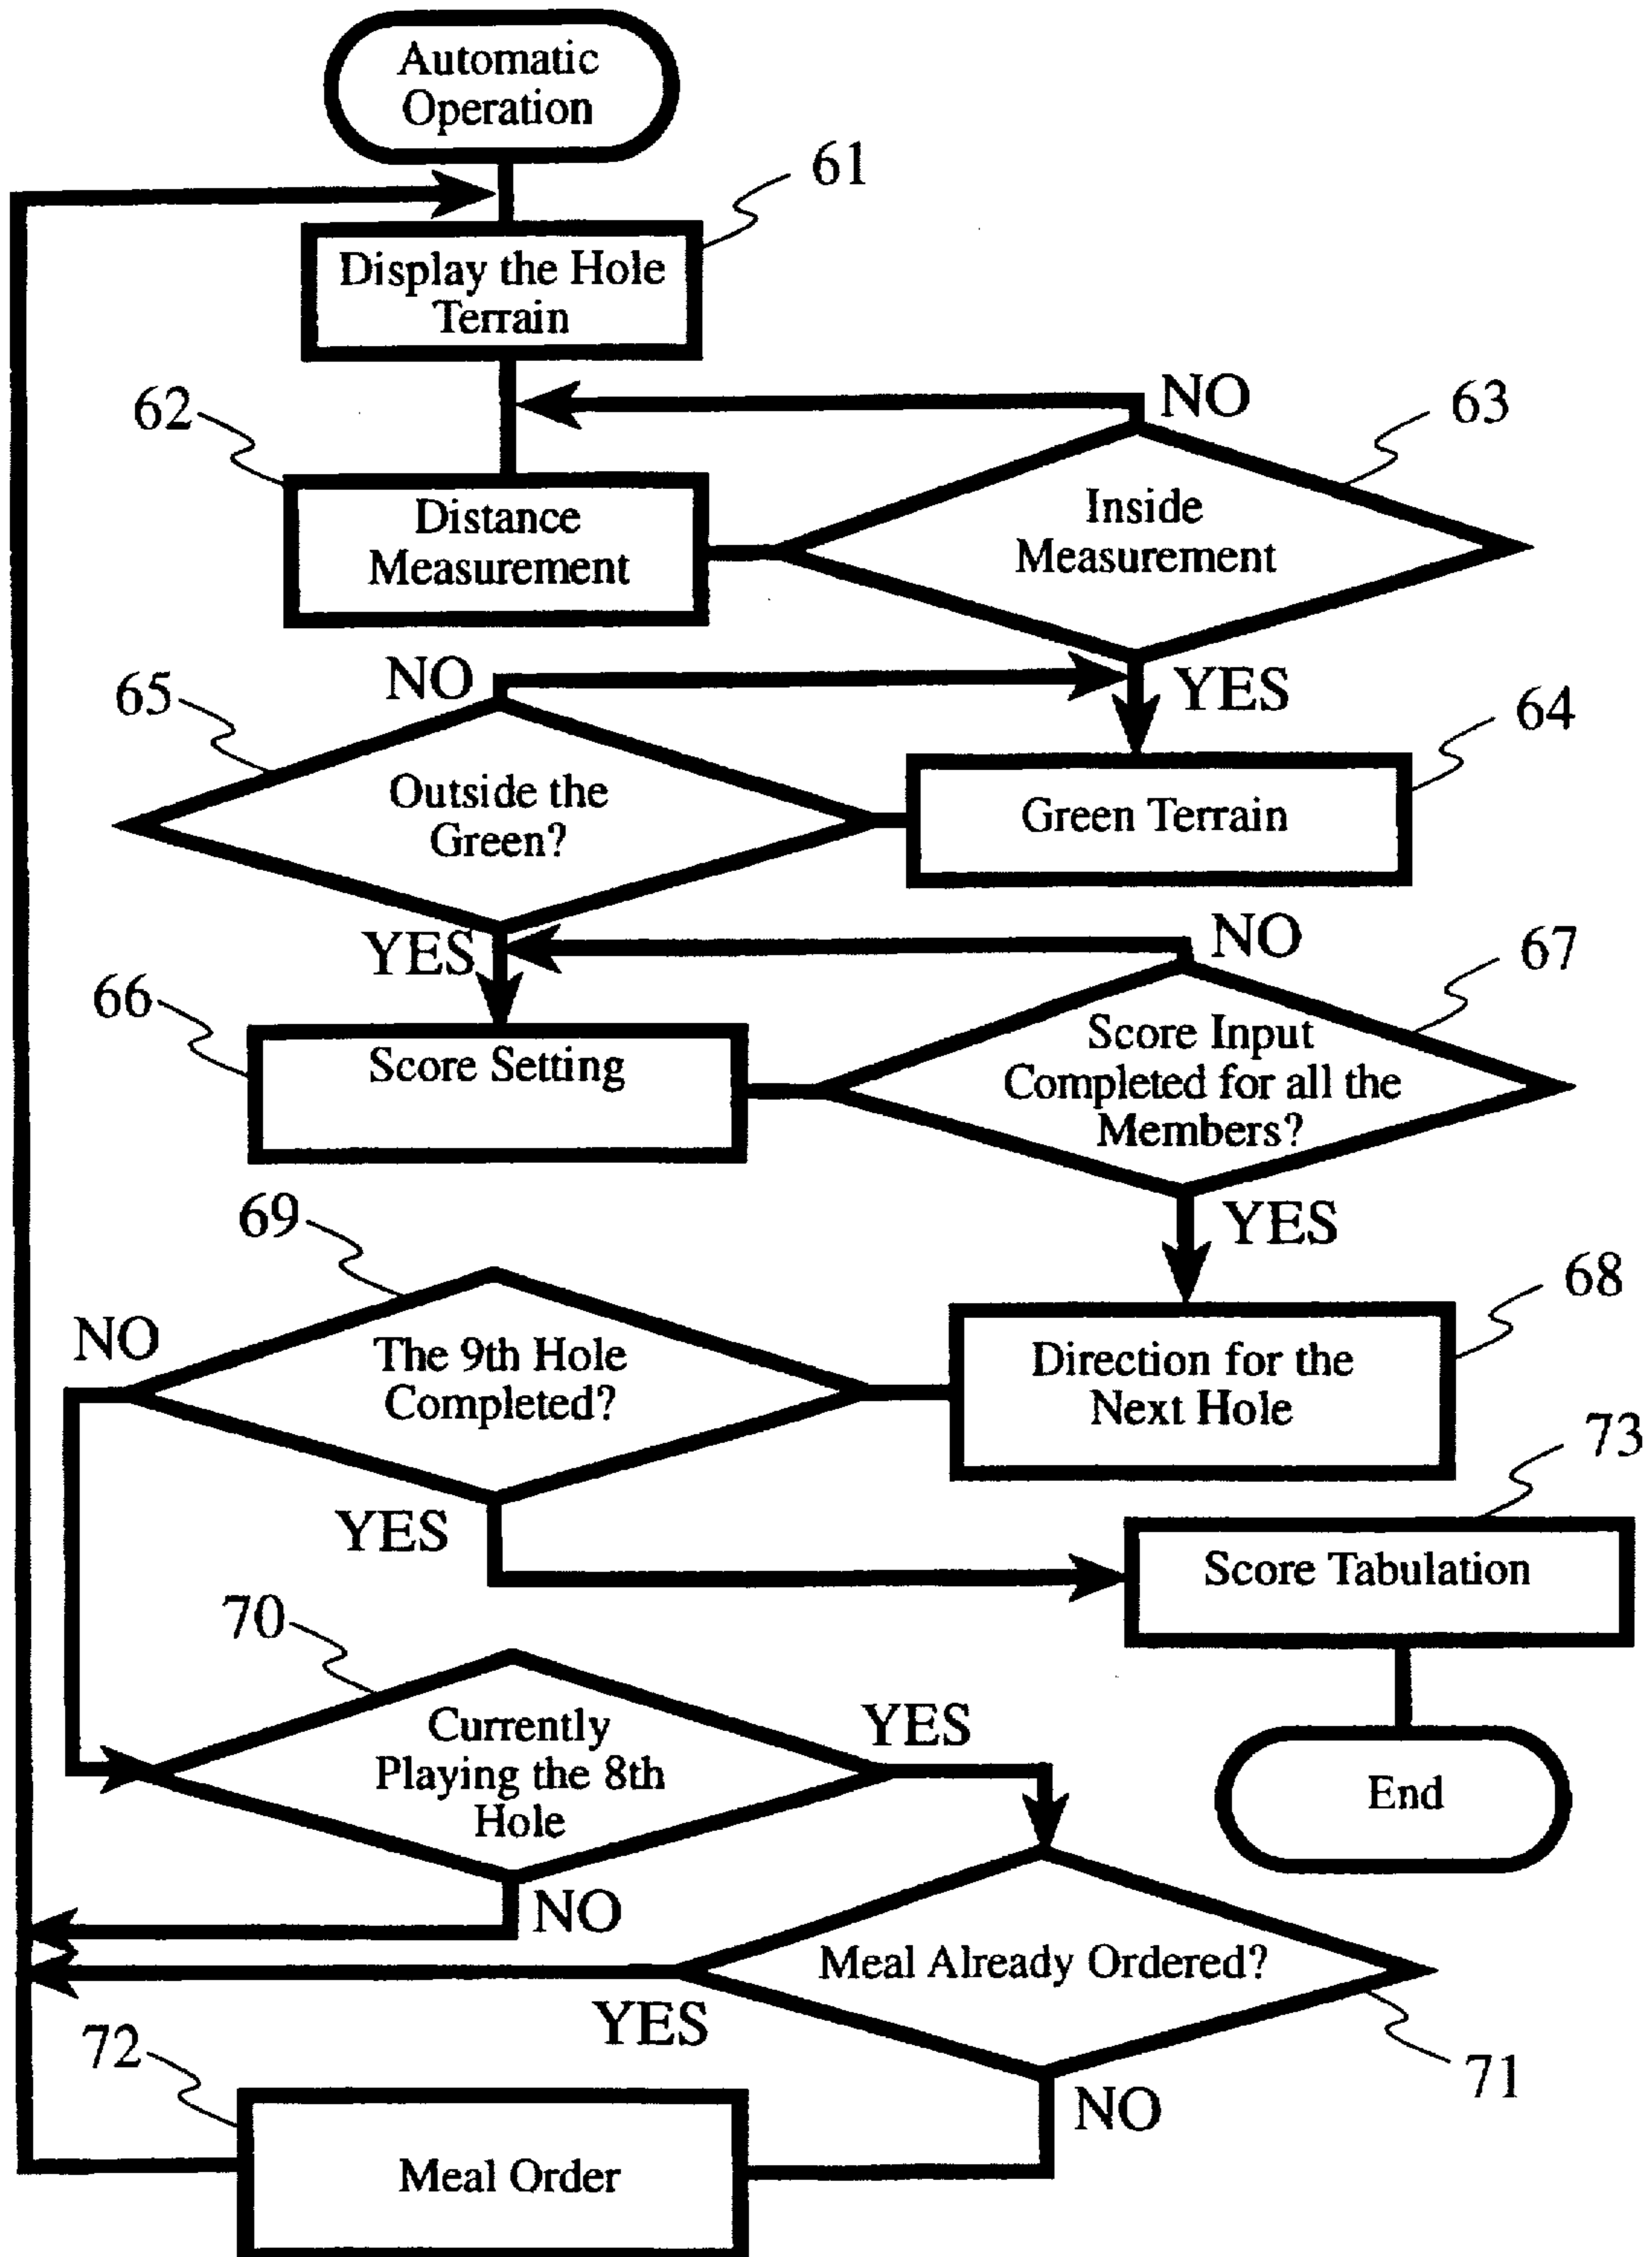 Automatic
Operation
61
Display the Hole
Terrain
62
NO
63
Distance
Measurement
Inside
Measurement
NO
YES
65
64
Outside the
Green?
Green Terrain
YES
NO
67
66
Score Setting
Score Input
Completed for all the
Members?
YES
69
68
NO
The 9th Hole
Completed?
Direction for the
Next Hole
73
YES
Score Tabulation
70
YES
Currently
Playing the 8th
Hole
End
NO
Meal Already Ordered?
YES
72
71
NO
Meal Order